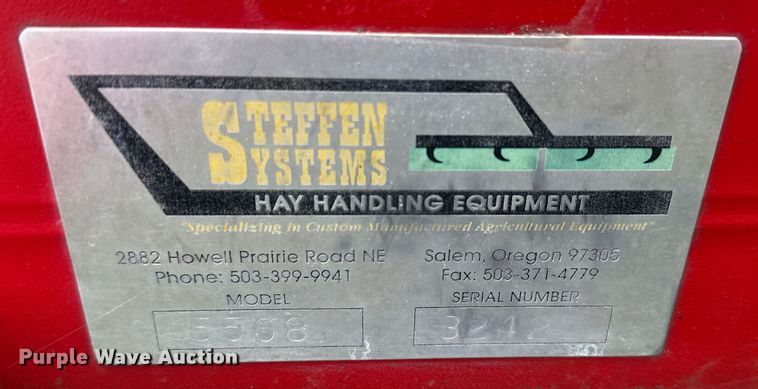 STEFFEN
SYSTEMS
HAY HANDLING EQUIPMENT
"Specializing in Custom Manufactured Agricultural Equipment"
2882 Howell Prairie Road NE Salem, Oregon 97305
Phone: 503-399-9941 Fax: 503-371-4779
MODEL SERIAL NUMBER
5508 3242
Purple Wave Auction